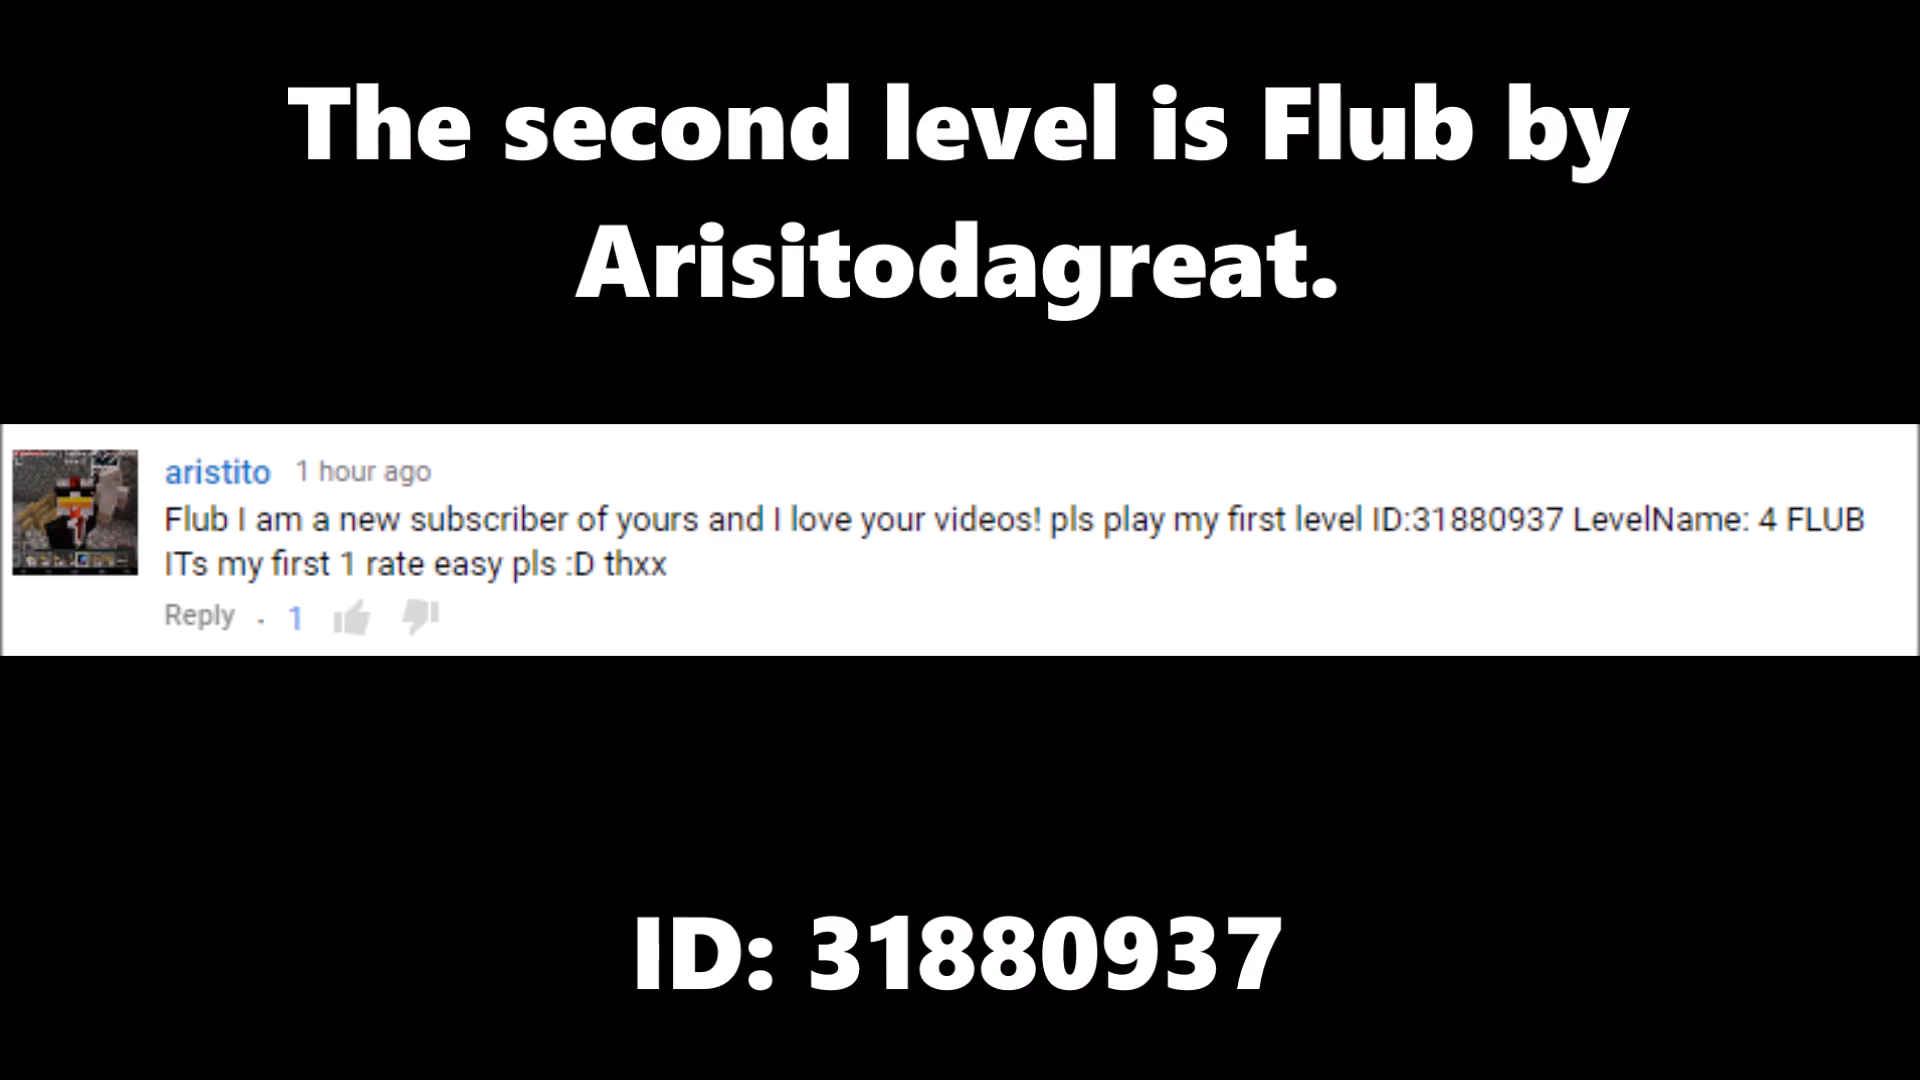 The second level is Flub by
Arisitodagreat.
aristito 1 hour ago
Flub I am a new subscriber of yours and I love your videos! pls play my first level ID:31880937 LevelName: 4 FLUB
ITs my first 1 rate easy pls :D thxx
Reply . 1
ID: 31880937